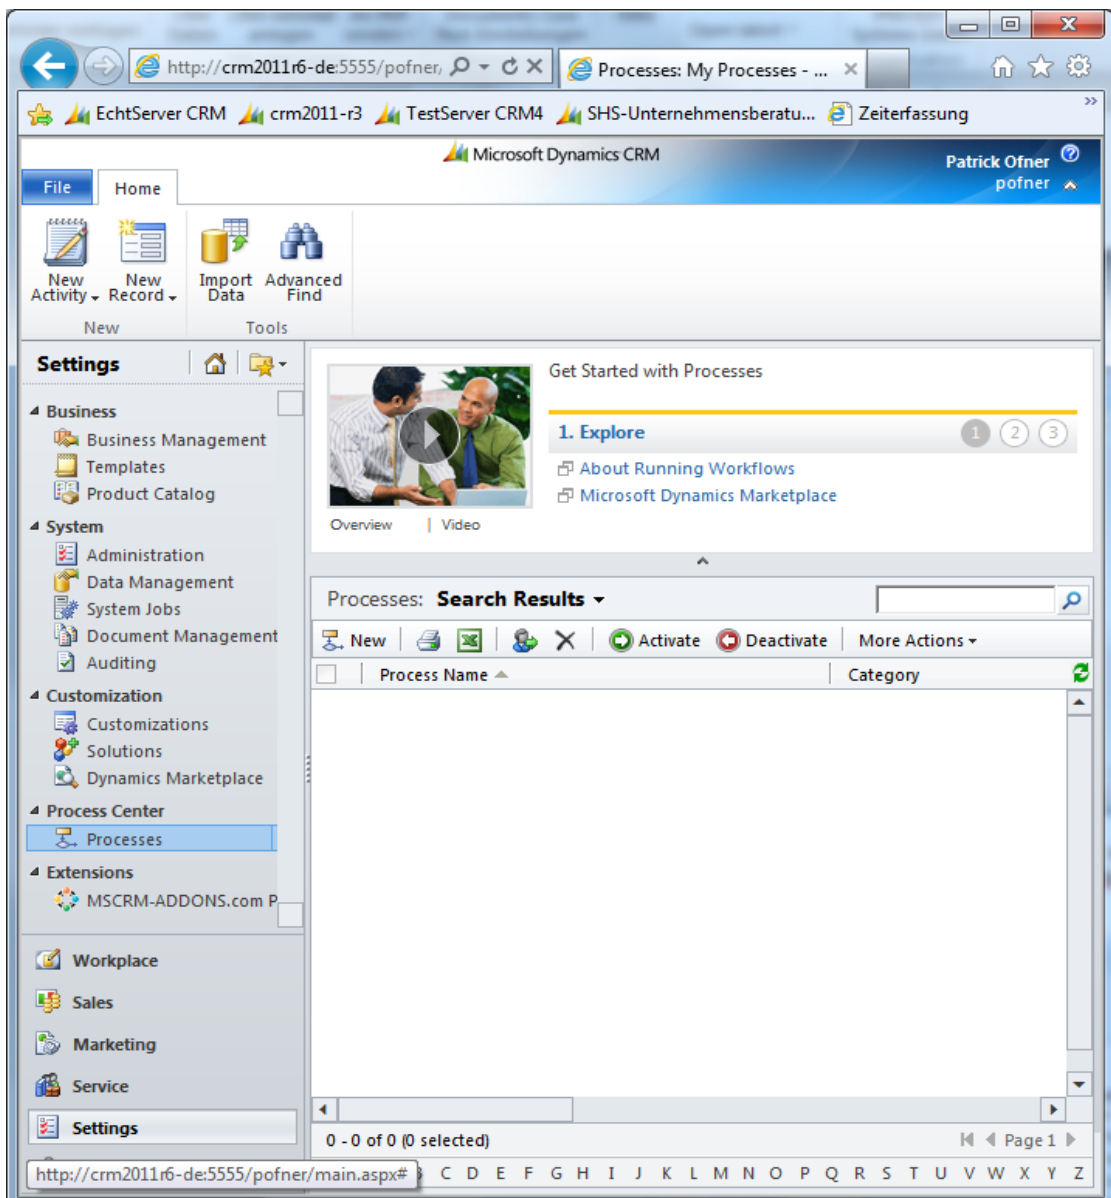 http://crm2011r6-de:5555/pofner,
Processes: My Processes - ...
EchtServer CRM
crm2011-r3
TestServer CRM4
SHS-Unternehmensberatu...
Zeiterfassung
Microsoft Dynamics CRM
Patrick Ofner
pofner
File
Home
New Activity
New Record
Import Data
Advanced Find
New
Tools
Settings
Business
Business Management
Templates
Product Catalog
System
Administration
Data Management
System Jobs
Document Management
Auditing
Customization
Customizations
Solutions
Dynamics Marketplace
Process Center
Processes
Extensions
MSCRM-ADDONS.com P
Workplace
Sales
Marketing
Service
Settings
http://crm2011r6-de:5555/pofner/main.aspx#
Get Started with Processes
1. Explore
1 2 3
About Running Workflows
Microsoft Dynamics Marketplace
Overview | Video
Processes: Search Results
New
Activate
Deactivate
More Actions
Process Name
Category
0 - 0 of 0 (0 selected)
Page 1
C D E F G H I J K L M N O P Q R S T U V W X Y Z